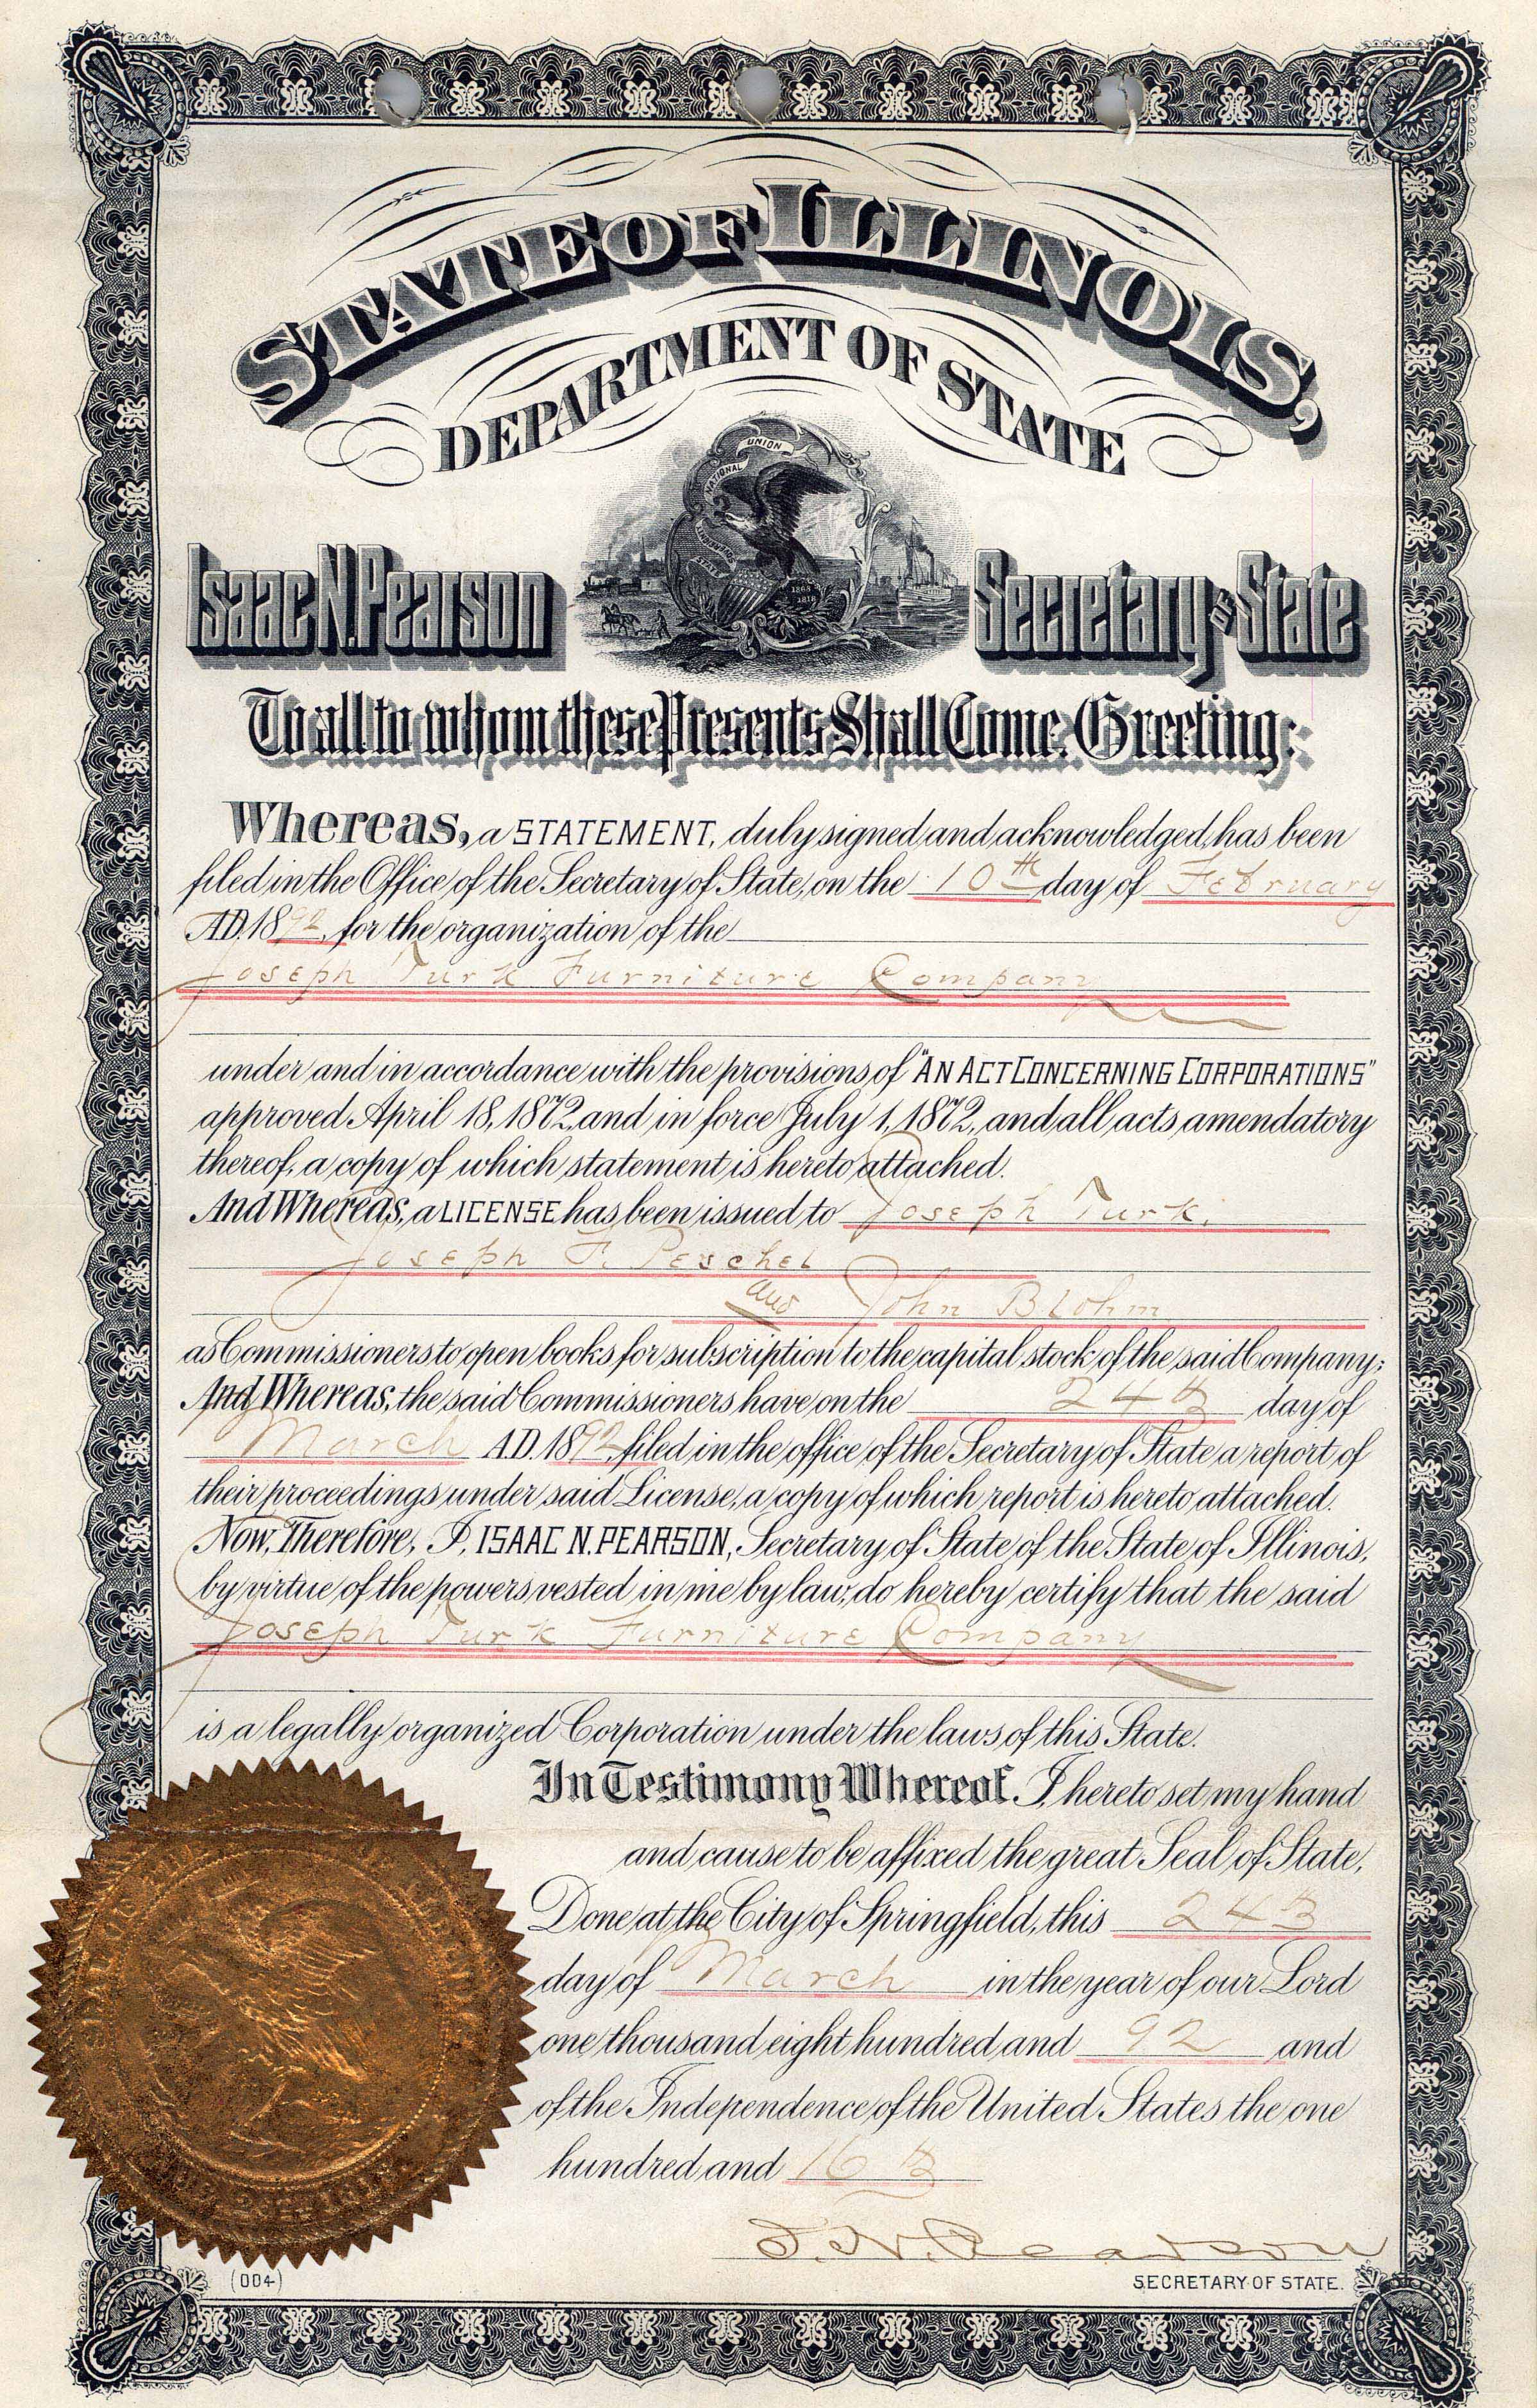 STATE OF ILLINOIS,
DEPARTMENT OF STATE
STATE SOVEREIGNTY NATIONAL UNION
1868
1818
Isaac N. Pearson Secretary of State
To all to whom these Presents Shall Come, Greeting:
Whereas, a STATEMENT, duly signed and acknowledged, has been
filed in the Office of the Secretary of State, on the 10th day of February
A.D. 1892, for the organization of the
Joseph Turk Furniture Company
under and in accordance with the provisions of "AN ACT CONCERNING CORPORATIONS"
approved April 18, 1872, and in force July 1, 1872, and all acts amendatory
thereof, a copy of which statement is hereto attached.
And Whereas, a LICENSE has been issued to Joseph Turk,
Joseph F. Peschel
and John Blohm
as Commissioners to open books for subscription to the capital stock of the said Company;
And Whereas, the said Commissioners have on the 24th day of
March A.D. 1892 filed in the office of the Secretary of State a report of
their proceedings under said License, a copy of which report is hereto attached.
Now, Therefore, I, ISAAC N. PEARSON, Secretary of State of the State of Illinois,
by virtue of the powers vested in me by law, do hereby certify that the said
Joseph Turk Furniture Company
is a legally organized Corporation under the laws of this State.
In Testimony Whereof, I hereto set my hand
and cause to be affixed the great Seal of State,
Done at the City of Springfield, this 24th
day of March in the year of our Lord
one thousand eight hundred and 92 and
of the Independence of the United States the one
hundred and 16th
I. N. Pearson
SECRETARY OF STATE.
(004)